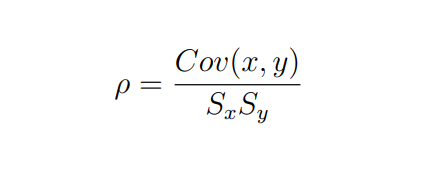 ρ = Cov(x, y) / S_x S_y